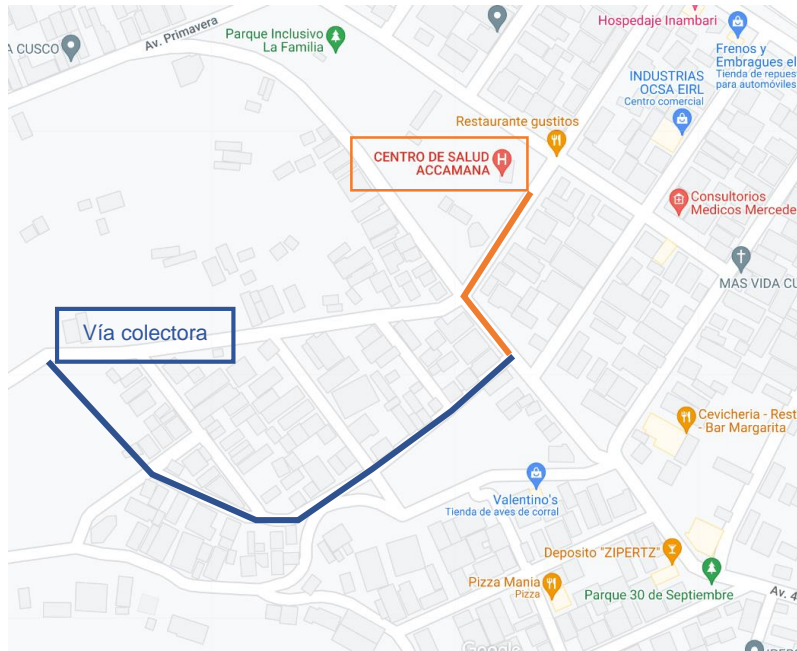 Hospedaje Inambari
Av. Primavera
Parque Inclusivo
La Familia
A CUSCO
Frenos y
Embragues el
Tienda de repues
para automóviles
INDUSTRIAS
OCSA EIRL
Centro comercial
Restaurante gustitos
CENTRO DE SALUD
ACCAMANA
Consultorios
Medicos Mercede
MAS VIDA CU
Vía colectora
Cevicheria - Rest
- Bar Margarita
Valentino's
Tienda de aves de corral
Deposito "ZIPERTZ"
Pizza Mania
Pizza
Parque 30 de Septiembre
Av. 4
Google